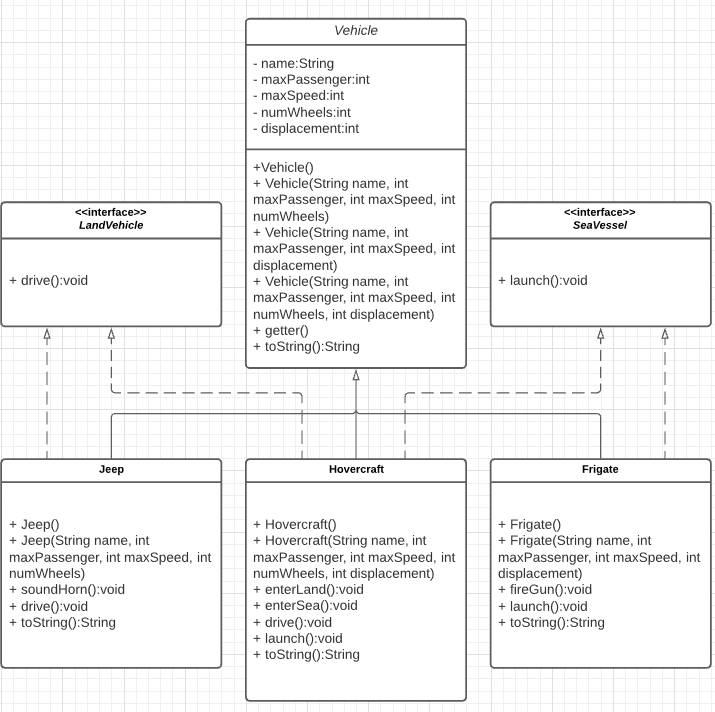 Vehicle
- name:String
- maxPassenger:int
- maxSpeed:int
- numWheels:int
- displacement:int
+Vehicle()
+ Vehicle(String name, int
maxPassenger, int maxSpeed, int
numWheels)
+ Vehicle(String name, int
maxPassenger, int maxSpeed, int
displacement)
+ Vehicle(String name, int
maxPassenger, int maxSpeed, int
numWheels, int displacement)
+ getter()
+ toString():String
<<interface>>
LandVehicle
+ drive():void
<<interface>>
SeaVessel
+ launch():void
Jeep
+ Jeep()
+ Jeep(String name, int
maxPassenger, int maxSpeed, int
numWheels)
+ soundHorn():void
+ drive():void
+ toString():String
Hovercraft
+ Hovercraft()
+ Hovercraft(String name, int
maxPassenger, int maxSpeed, int
numWheels, int displacement)
+ enterLand():void
+ enterSea():void
+ drive():void
+ launch():void
+ toString():String
Frigate
+ Frigate()
+ Frigate(String name, int
maxPassenger, int maxSpeed, int
displacement)
+ fireGun():void
+ launch():void
+ toString():String